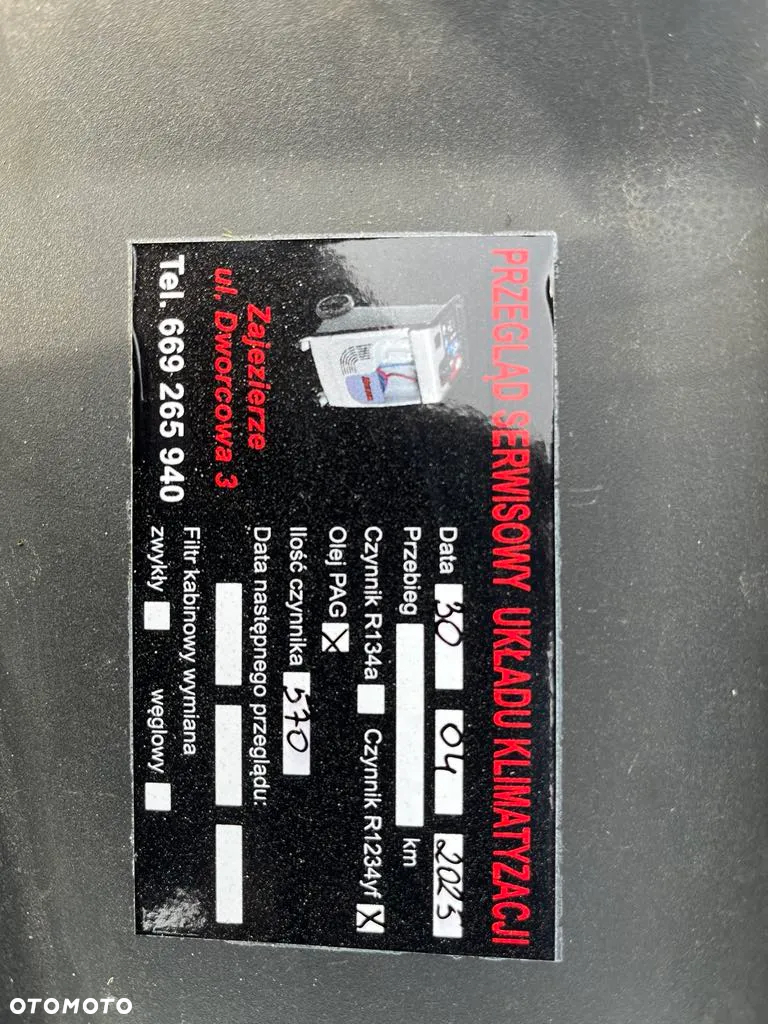 PRZEGLĄD SERWISOWY UKŁADU KLIMATYZACJI
Data 30 04 2025
Przebieg km
Czynnik R134a Czynnik R1234yf X
Olej PAG X
Ilość czynnika 570
Data następnego przeglądu:
Filtr kabinowy wymiana
zwykły węglowy
Zajezierze
ul. Dworcowa 3
Tel. 669 265 940
OTOMOTO